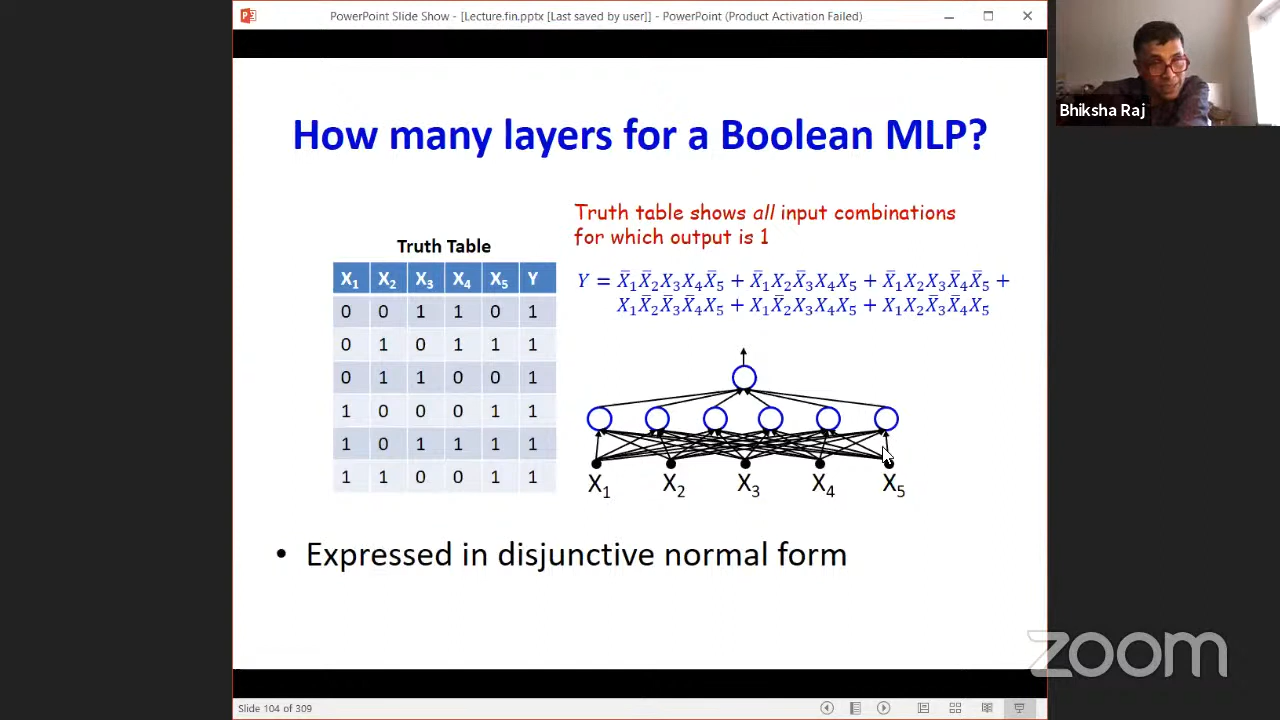 PowerPoint Slide Show - [Lecture.fin.pptx [Last saved by user]] - PowerPoint (Product Activation Failed)
Bhiksha Raj
How many layers for a Boolean MLP?
Truth table shows all input combinations
for which output is 1
Truth Table
X₁ X₂ X₃ X₄ X₅ Y
0 0 1 1 0 1
0 1 0 1 1 1
0 1 1 0 0 1
1 0 0 0 1 1
1 0 1 1 1 1
1 1 0 0 1 1
Y = X̄₁X̄₂X₃X₄X̄₅ + X̄₁X₂X̄₃X₄X₅ + X̄₁X₂X₃X̄₄X̄₅ +
X₁X̄₂X̄₃X̄₄X₅ + X₁X̄₂X₃X₄X₅ + X₁X₂X̄₃X̄₄X₅
X₁ X₂ X₃ X₄ X₅
• Expressed in disjunctive normal form
zoom
Slide 104 of 309